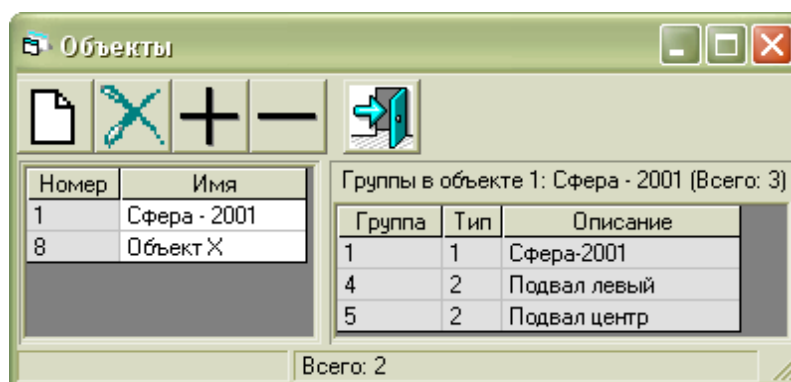 Объекты
Номер Имя
1 Сфера - 2001
8 Объект X
Группы в объекте 1: Сфера - 2001 (Всего: 3)
Группа Тип Описание
1 1 Сфера-2001
4 2 Подвал левый
5 2 Подвал центр
Всего: 2